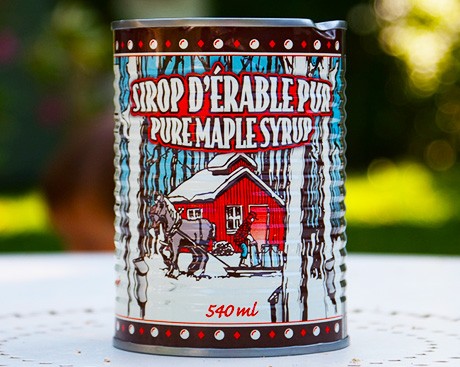 SIROP D'ÉRABLE PUR
PURE MAPLE SYRUP
540 ml